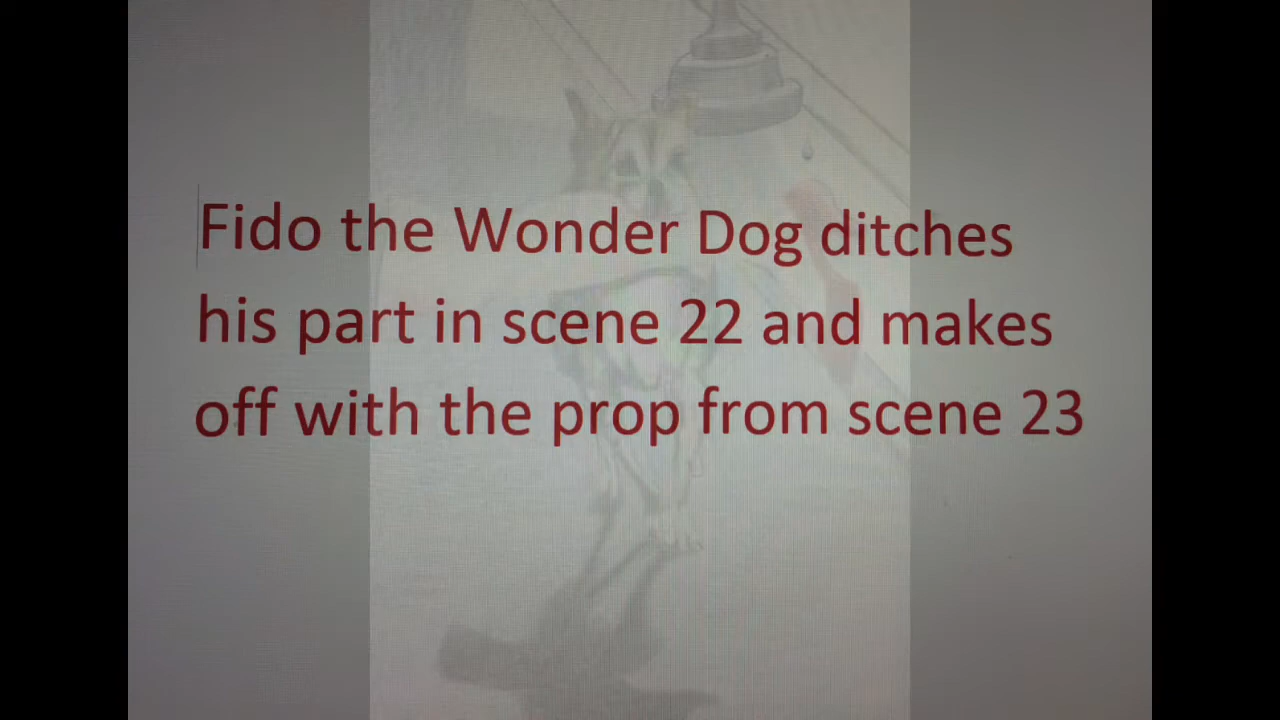 Fido the Wonder Dog ditches
his part in scene 22 and makes
off with the prop from scene 23